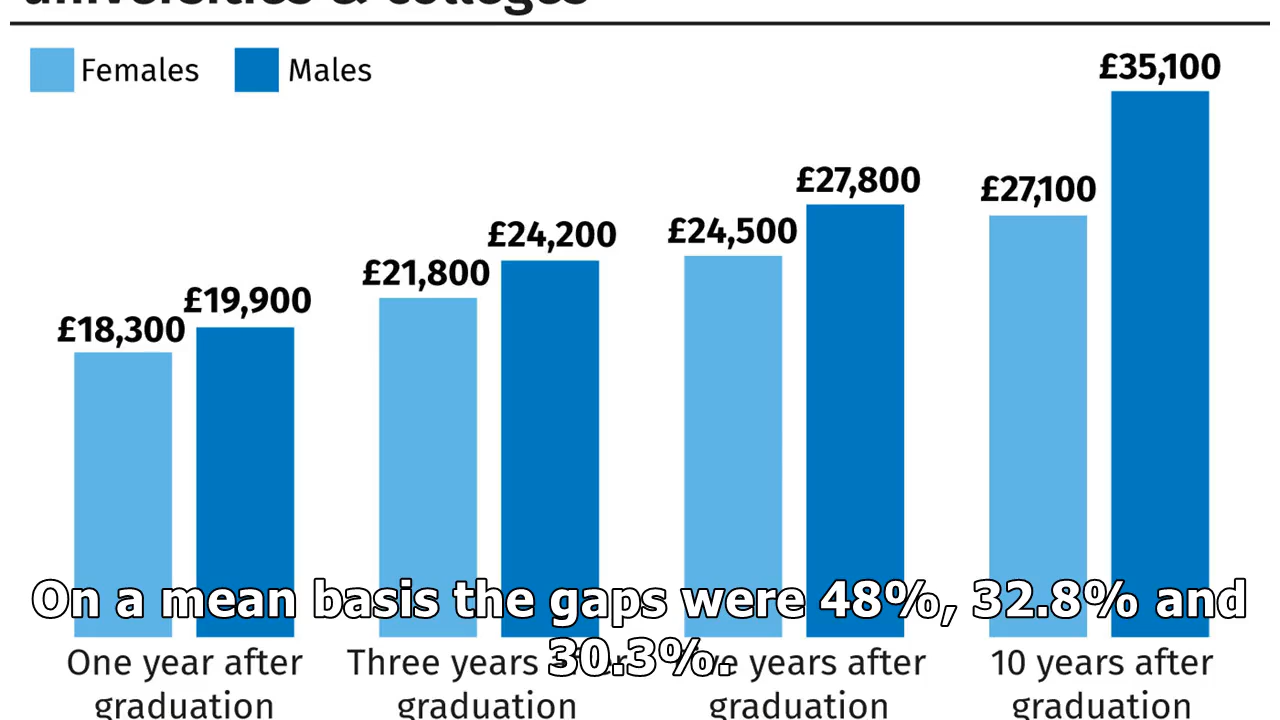 universities & colleges
Females Males
£35,100
£27,800
£27,100
£24,500
£24,200
£21,800
£19,900
£18,300
On a mean basis the gaps were 48%, 32.8% and
30.3%.
One year after
graduation
Three years
graduation
years after
graduation
10 years after
graduation